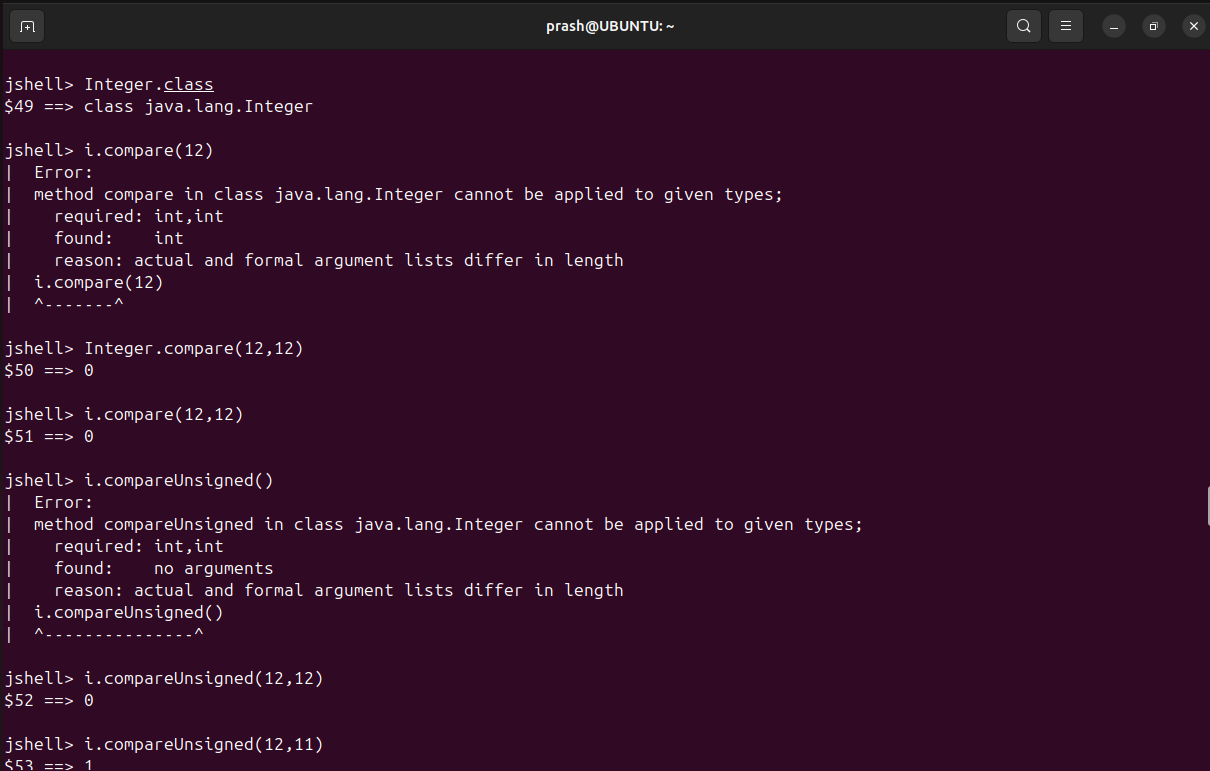 prash@UBUNTU: ~
jshell> Integer.class
$49 ==> class java.lang.Integer
jshell> i.compare(12)
|  Error:
|  method compare in class java.lang.Integer cannot be applied to given types;
|    required: int,int
|    found:    int
|    reason: actual and formal argument lists differ in length
|  i.compare(12)
|  ^-------^
jshell> Integer.compare(12,12)
$50 ==> 0
jshell> i.compare(12,12)
$51 ==> 0
jshell> i.compareUnsigned()
|  Error:
|  method compareUnsigned in class java.lang.Integer cannot be applied to given types;
|    required: int,int
|    found:    no arguments
|    reason: actual and formal argument lists differ in length
|  i.compareUnsigned()
|  ^---------------^
jshell> i.compareUnsigned(12,12)
$52 ==> 0
jshell> i.compareUnsigned(12,11)
$53 ==> 1